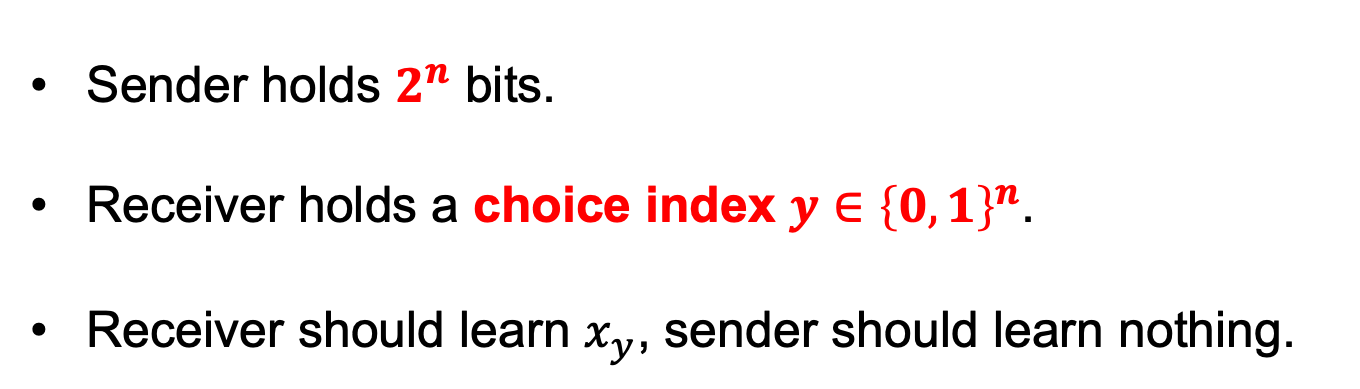 • Sender holds 2ⁿ bits.
• Receiver holds a choice index y ∈ {0, 1}ⁿ.
• Receiver should learn x_y, sender should learn nothing.